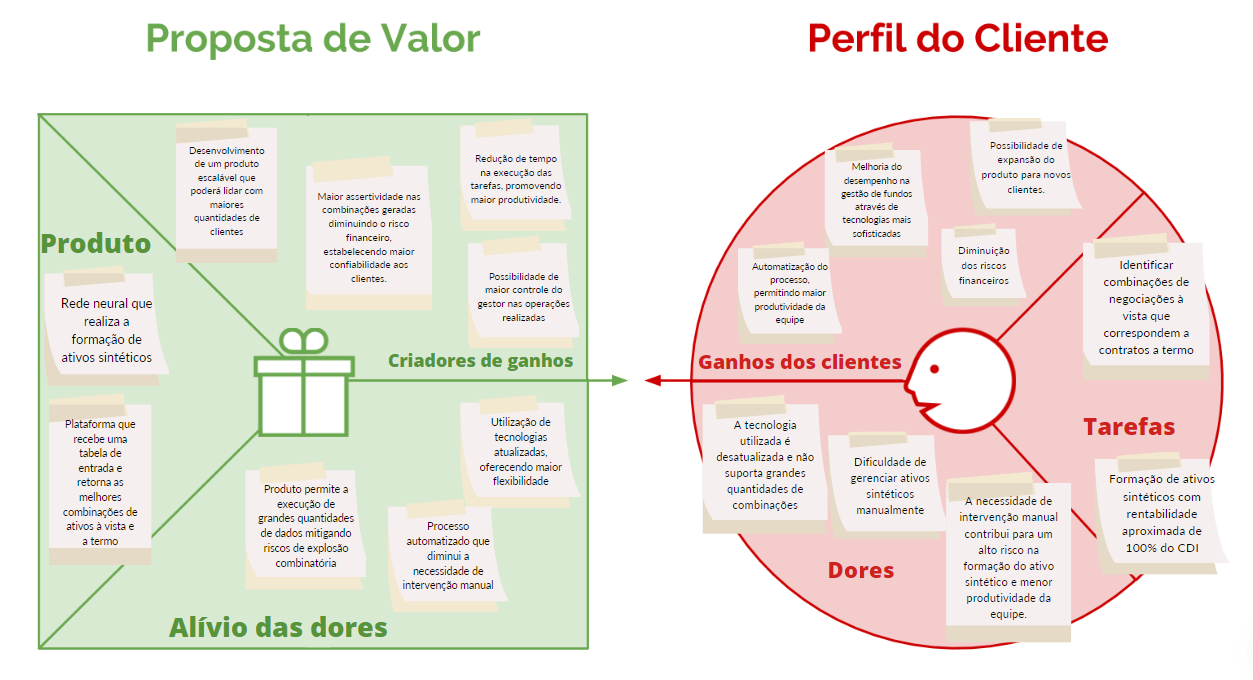 Proposta de Valor
Produto
Rede neural que
realiza a
formação de
ativos sintéticos
Plataforma que
recebe uma
tabela de
entrada e
retorna as
melhores
combinações de
ativos à vista e
a termo
Desenvolvimento
de um produto
escalável que
poderá lidar com
maiores
quantidades de
clientes
Maior assertividade nas
combinações geradas
diminuindo o risco
financeiro,
estabelecendo maior
confiabilidade aos
clientes.
Redução de tempo
na execução das
tarefas, promovendo
maior produtividade.
Possibilidade de
maior controle do
gestor nas operações
realizadas
Criadores de ganhos
Utilização de
tecnologias
atualizadas,
oferecendo maior
flexibilidade
Produto permite a
execução de
grandes quantidades
de dados mitigando
riscos de explosão
combinatória
Processo
automatizado que
diminui a
necessidade de
intervenção manual
Alívio das dores
Perfil do Cliente
Possibilidade de
expansão do
produto para novos
clientes.
Melhoria do
desempenho na
gestão de fundos
através de
tecnologias mais
sofisticadas
Diminuição
dos riscos
financeiros
Automatização do
processo,
permitindo maior
produtividade da
equipe
Ganhos dos clientes
Identificar
combinações de
negociações à
vista que
correspondem a
contratos a termo
Tarefas
Formação de ativos
sintéticos com
rentabilidade
aproximada de
100% do CDI
A tecnologia
utilizada é
desatualizada e não
suporta grandes
quantidades de
combinações
Dificuldade de
gerenciar ativos
sintéticos
manualmente
A necessidade de
intervenção manual
contribui para um
alto risco na
formação do ativo
sintético e menor
produtividade da
equipe.
Dores